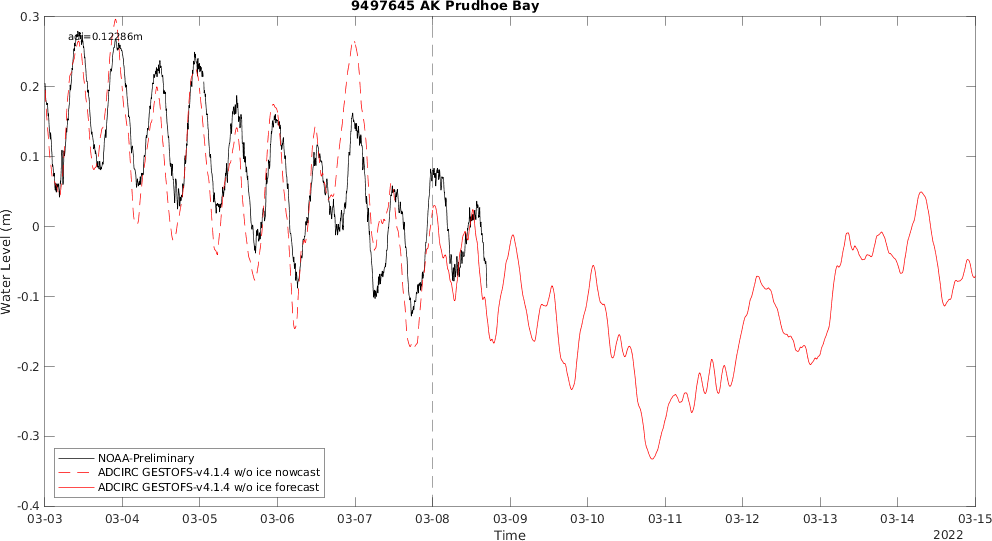 9497645 AK Prudhoe Bay
0.3
0.2
0.1
0
-0.1
-0.2
-0.3
-0.4
Water Level (m)
NOAA-Preliminary
ADCIRC GESTOFS-v4.1.4 w/o ice nowcast
ADCIRC GESTOFS-v4.1.4 w/o ice forecast
03-03 03-04 03-05 03-06 03-07 03-08 03-09 03-10 03-11 03-12 03-13 03-14 03-15
Time
2022